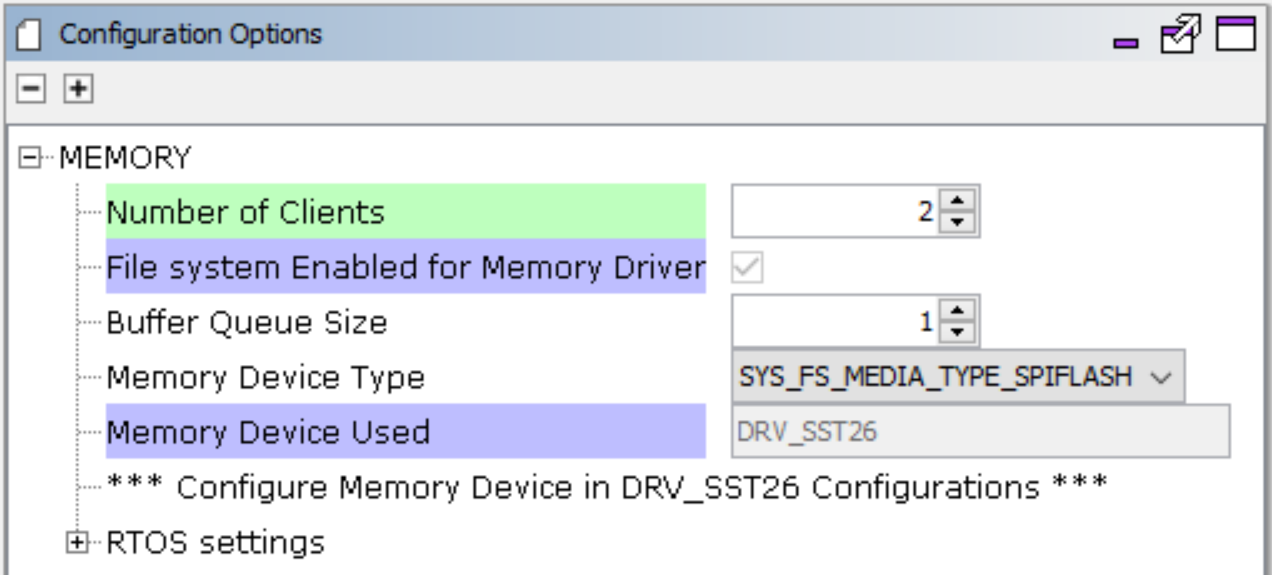 Configuration Options
MEMORY
Number of Clients 2
File system Enabled for Memory Driver
Buffer Queue Size 1
Memory Device Type SYS_FS_MEDIA_TYPE_SPIFLASH
Memory Device Used DRV_SST26
*** Configure Memory Device in DRV_SST26 Configurations ***
RTOS settings